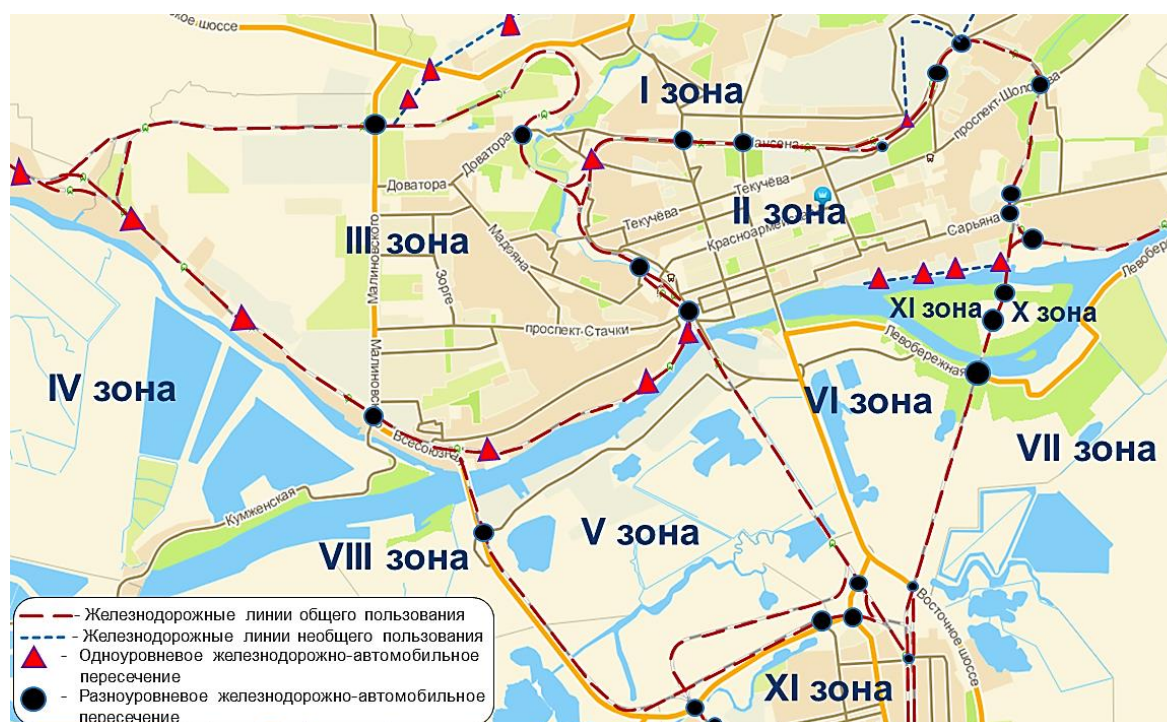 ское шоссе
I зона
проспект-Шолохова
Нансена
Доватора
Доватора
Текучёва
Текучёва
Красноармейская
II зона
Сарьяна
Левобережная
III зона
Малиновского
Мадояна
Зорге
проспект-Стачки
XI зона
X зона
Левобережная
IV зона
Малиновского
VI зона
VII зона
Всесоюзная
Кумженская
VIII зона
V зона
Восточное шоссе
XI зона
- Железнодорожные линии общего пользования
- Железнодорожные линии необщего пользования
- Одноуровневое железнодорожно-автомобильное
пересечение
- Разноуровневое железнодорожно-автомобильное
пересечение